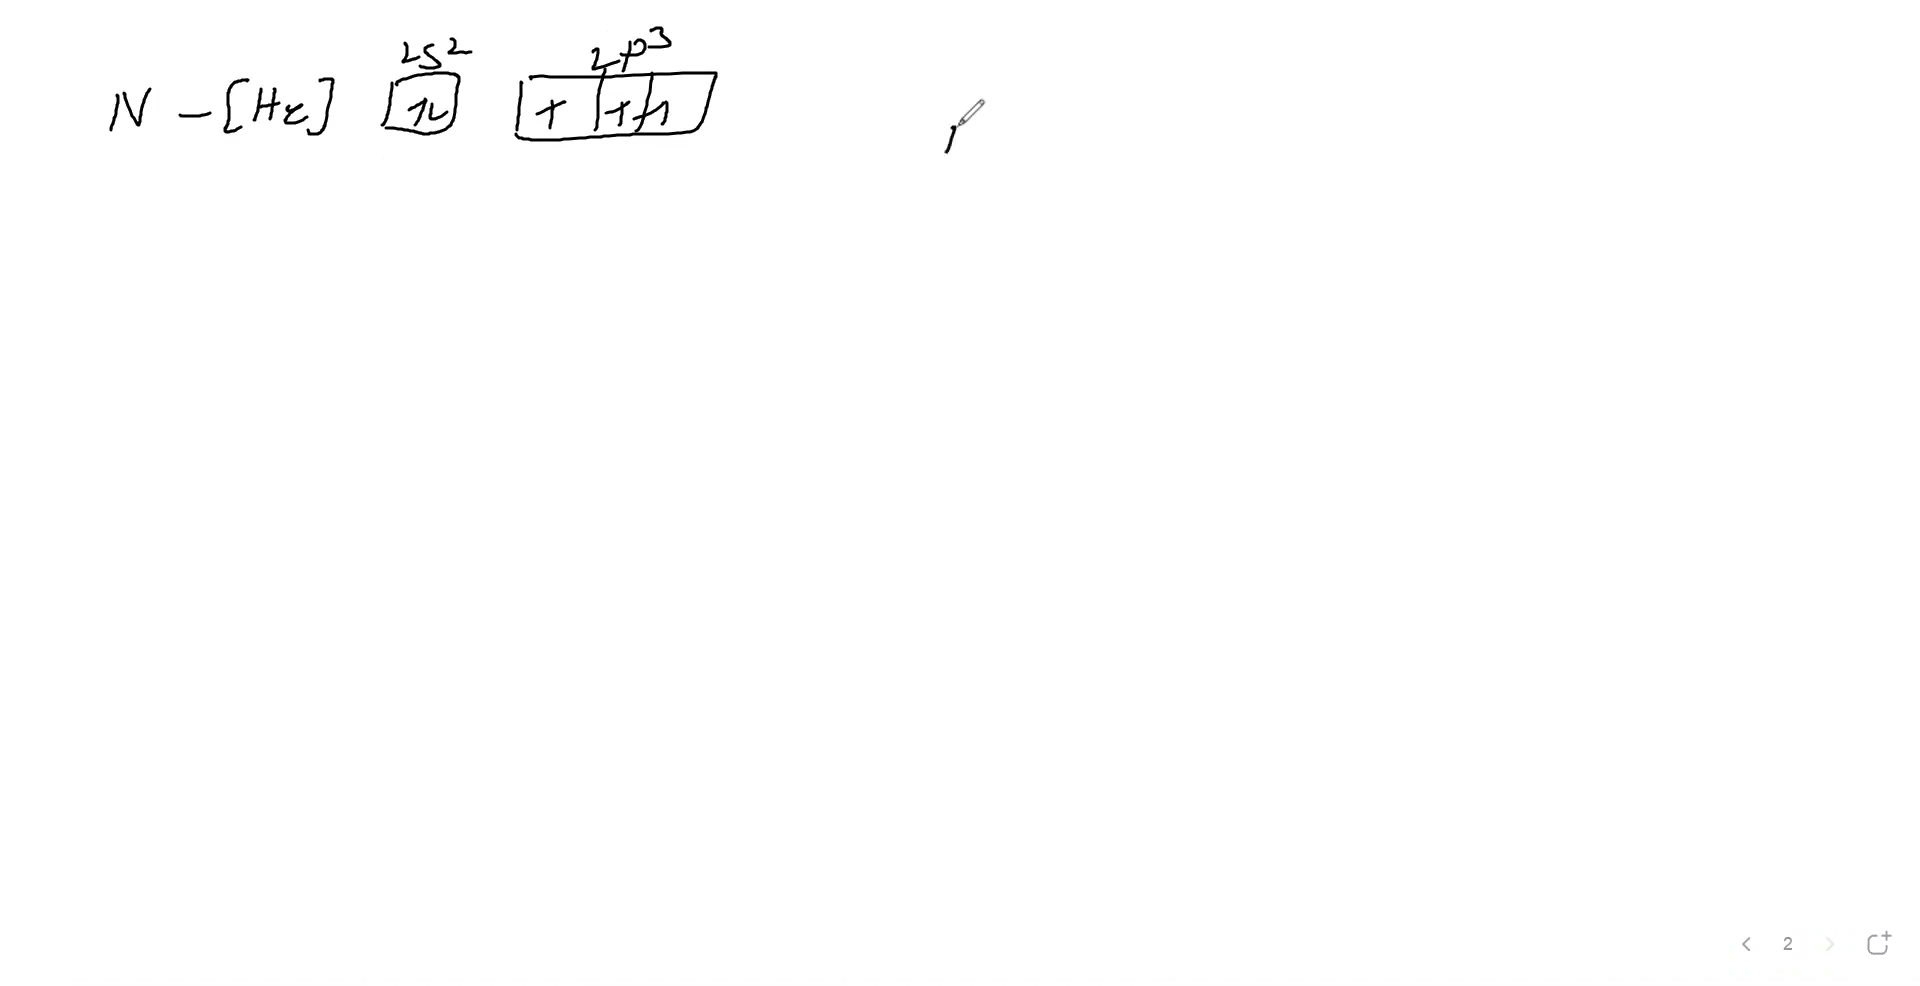 2s² 2p³
N – [He] ↑↓ ↑ ↑ ↑
2